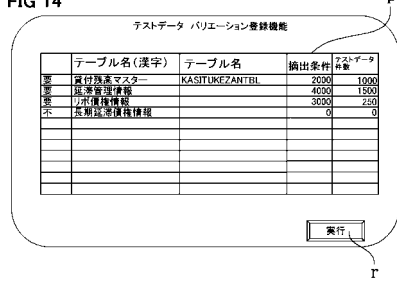 FIG 14
テストデータ バリエーション登録機能
テーブル名(漢字) テーブル名 摘出条件 テストデータ件数
要 貸付残高マスター KASITUKEZANTBL 2000 1000
要 延滞管理情報 4000 1500
要 リボ債権情報 3000 250
不 長期延滞債権情報 0 0
実行
r